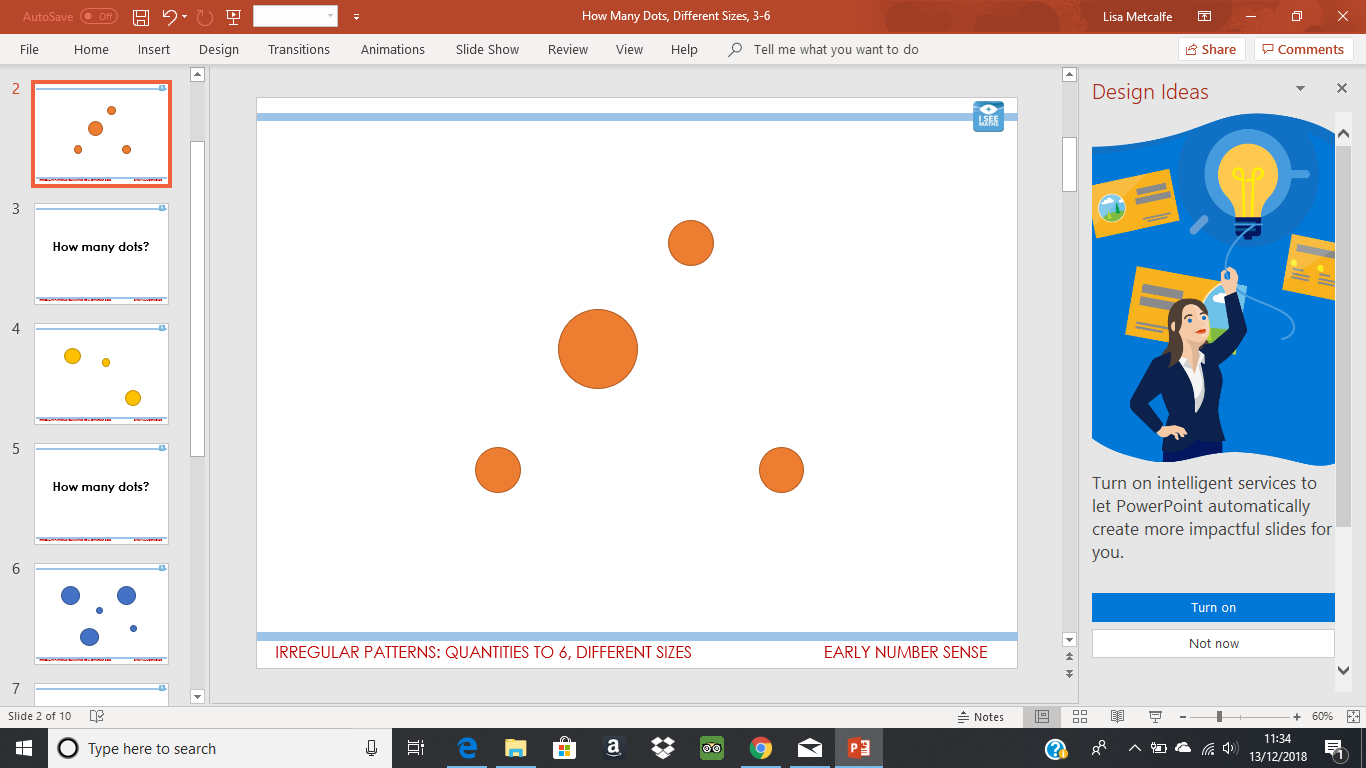 AutoSave Off
How Many Dots, Different Sizes, 3-6
Lisa Metcalfe
File Home Insert Design Transitions Animations Slide Show Review View Help Tell me what you want to do
Share Comments
2
3
How many dots?
4
5
How many dots?
6
7
I SEE
MATHS
IRREGULAR PATTERNS: QUANTITIES TO 6, DIFFERENT SIZES EARLY NUMBER SENSE
Design Ideas
Turn on intelligent services to
let PowerPoint automatically
create more impactful slides for
you.
Turn on
Not now
Slide 2 of 10 Notes 60%
Type here to search
11:34
13/12/2018
1